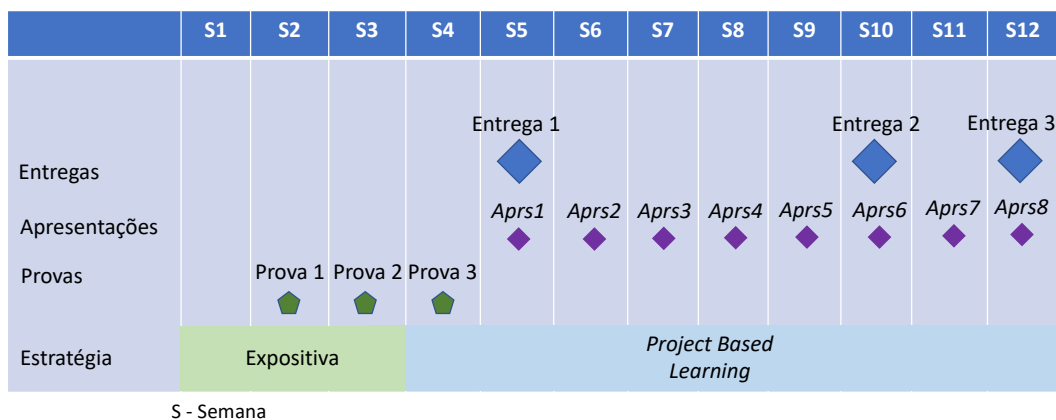 S1 S2 S3 S4 S5 S6 S7 S8 S9 S10 S11 S12
Entrega 1 Entrega 2 Entrega 3
Entregas
Aprs1 Aprs2 Aprs3 Aprs4 Aprs5 Aprs6 Aprs7 Aprs8
Apresentações
Provas Prova 1 Prova 2 Prova 3
Estratégia Expositiva Project Based
Learning
S - Semana